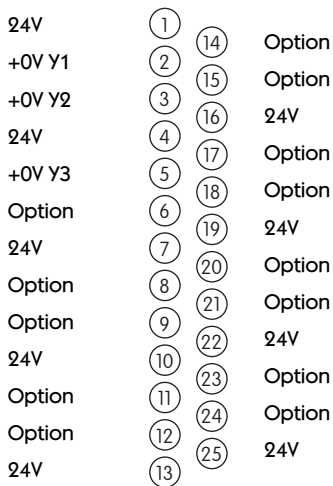 24V 1
14 Option
+0V Y1 2
15 Option
+0V Y2 3
16 24V
24V 4
17 Option
+0V Y3 5
18 Option
Option 6
19 24V
24V 7
20 Option
Option 8
21 Option
Option 9
22 24V
24V 10
23 Option
Option 11
24 Option
Option 12
25 24V
24V 13